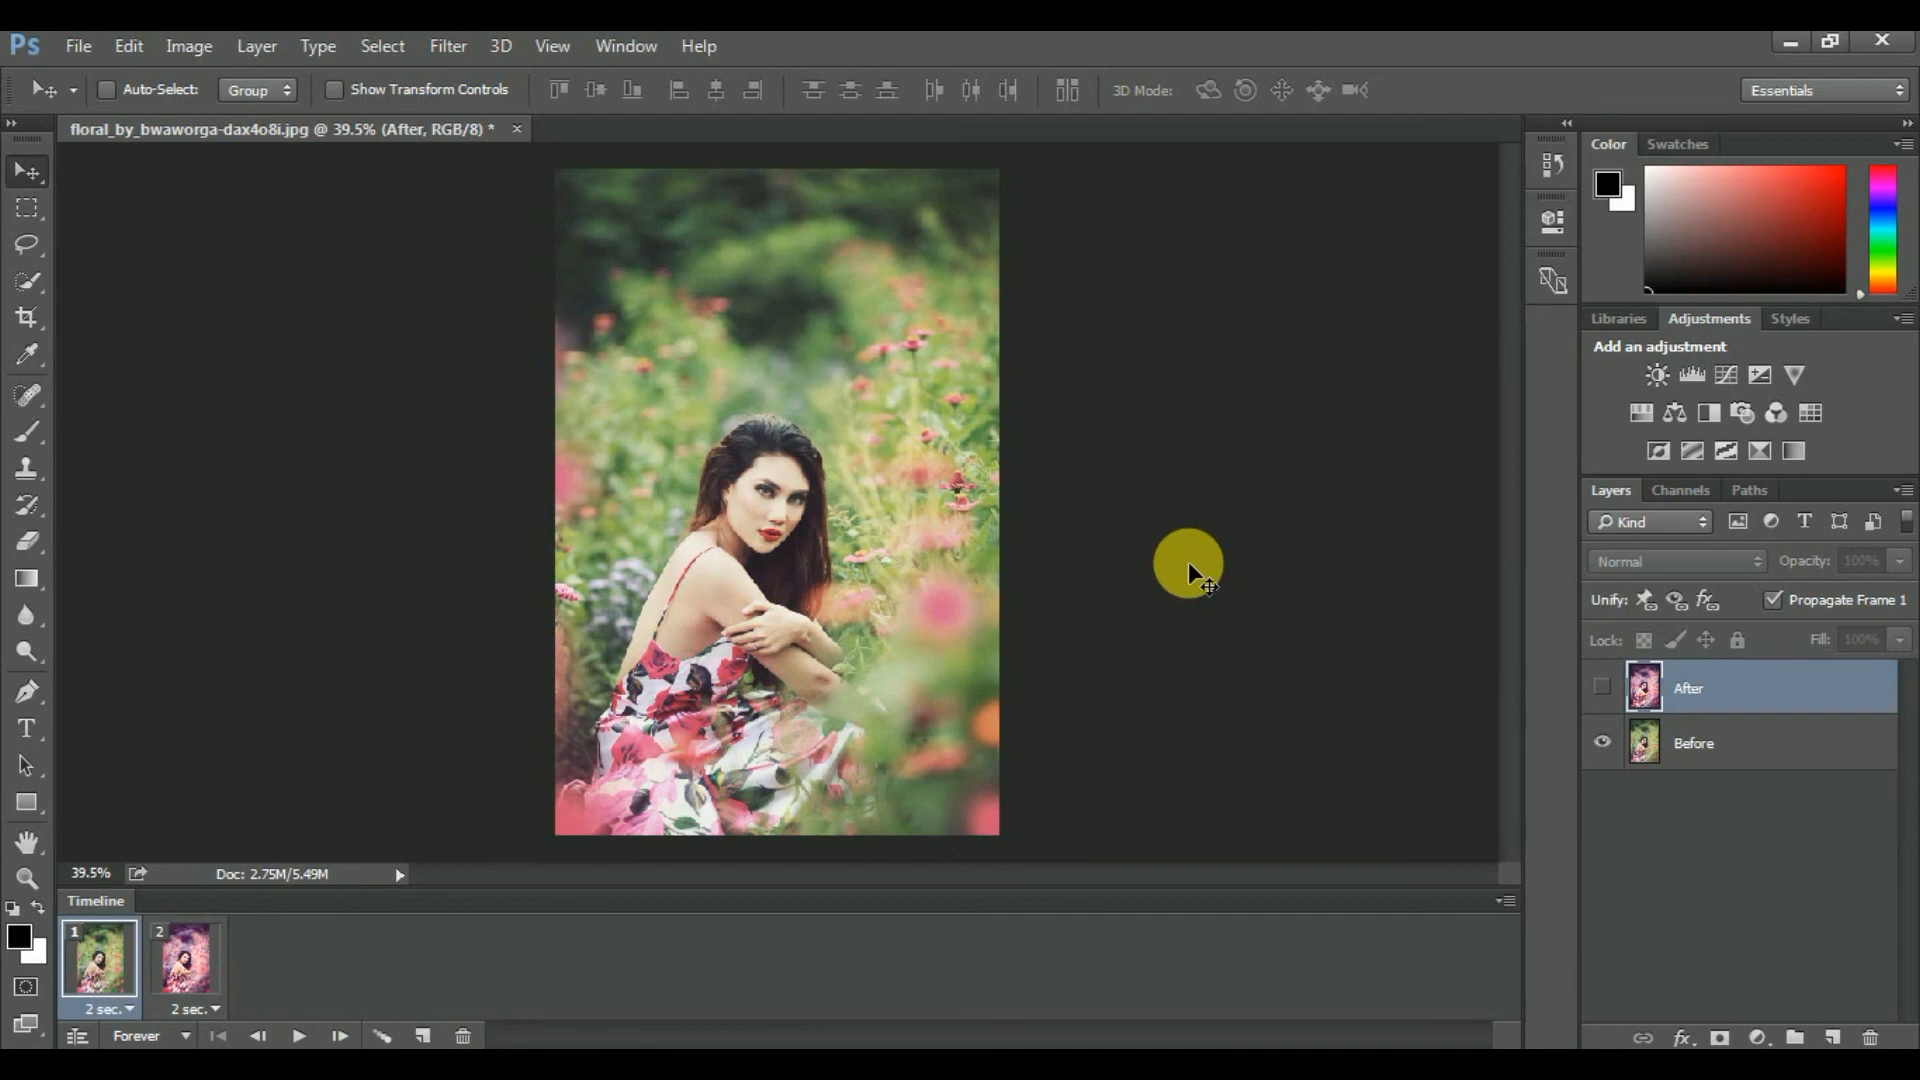 Ps File Edit Image Layer Type Select Filter 3D View Window Help
Auto-Select: Group Show Transform Controls 3D Mode: Essentials
floral_by_bwaworga-dax4o8i.jpg @ 39.5% (After, RGB/8) * ×
Color Swatches
Libraries Adjustments Styles
Add an adjustment
Layers Channels Paths
Kind
Normal Opacity: 100%
Unify: Propagate Frame 1
Lock: Fill: 100%
After
Before
39.5% Doc: 2.75M/5.49M
Timeline
1 2
2 sec. 2 sec.
Forever
fx